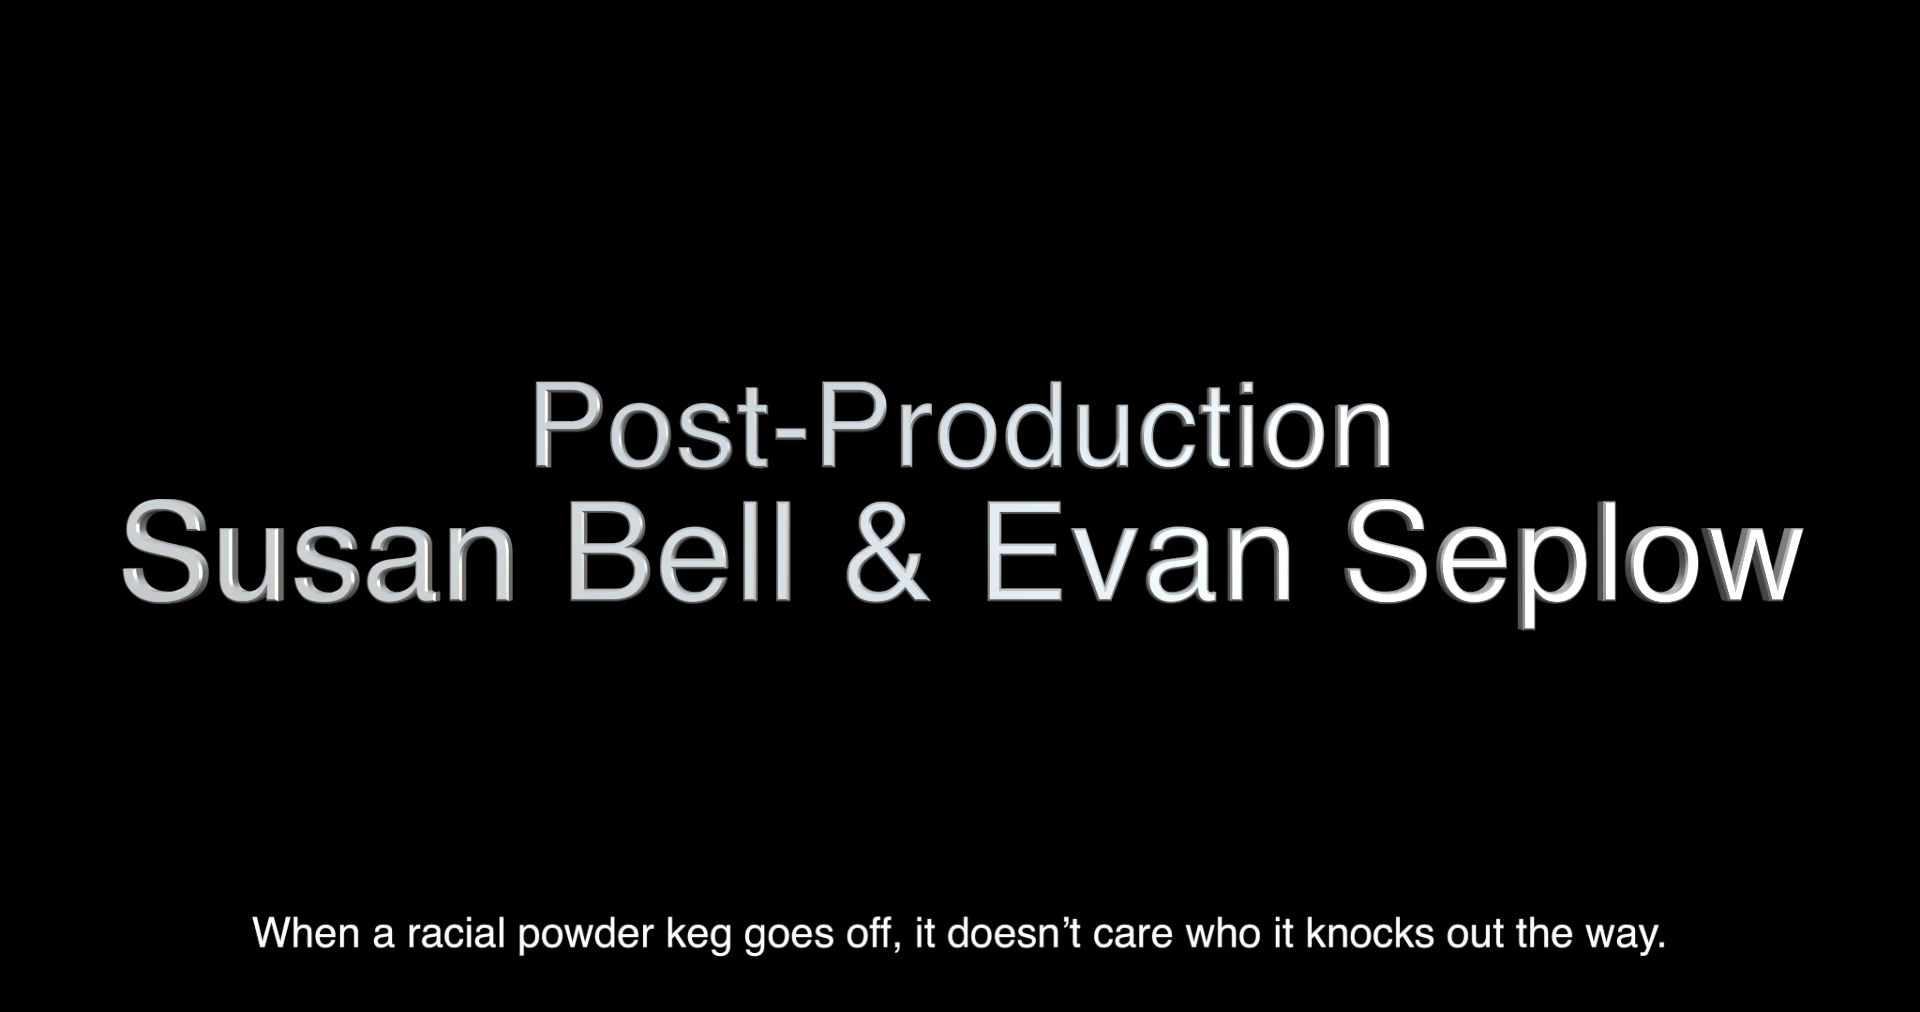 Post-Production
Susan Bell & Evan Seplow
When a racial powder keg goes off, it doesn’t care who it knocks out the way.